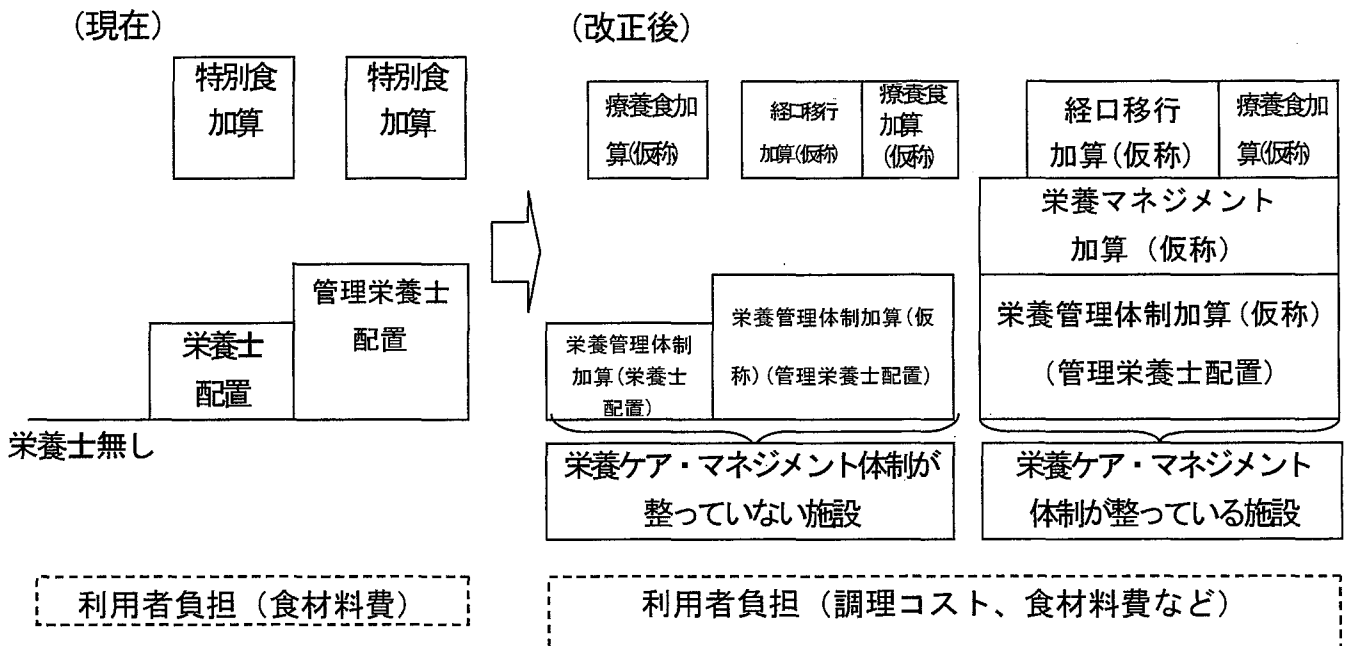 (現在)
特別食
加算
特別食
加算
管理栄養士
配置
栄養士
配置
栄養士無し
利用者負担（食材料費）
(改正後)
療養食加
算(仮称)
経口移行
加算(仮称)
療養食
加算
(仮称)
経口移行
加算(仮称)
療養食加
算(仮称)
栄養マネジメント
加算（仮称）
栄養管理体制
加算(栄養士
配置)
栄養管理体制加算(仮
称)(管理栄養士配置)
栄養管理体制加算(仮称)
(管理栄養士配置)
栄養ケア・マネジメント体制が
整っていない施設
栄養ケア・マネジメント
体制が整っている施設
利用者負担（調理コスト、食材料費など）